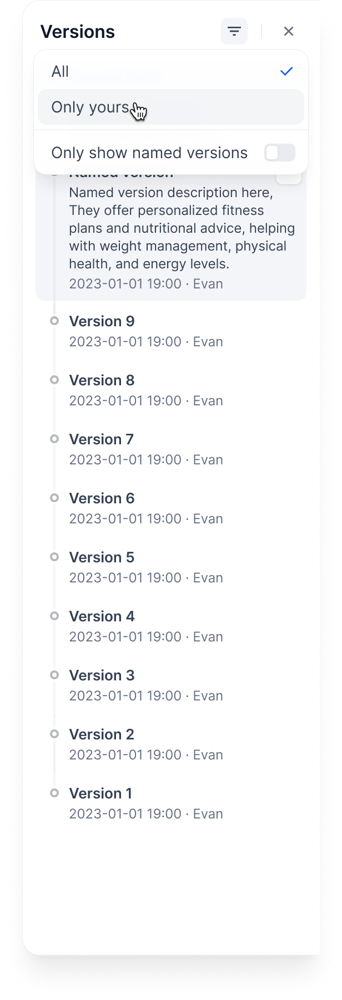 Versions
All
Only yours
Only show named versions
Named version
Named version description here,
They offer personalized fitness
plans and nutritional advice, helping
with weight management, physical
health, and energy levels.
2023-01-01 19:00 · Evan
Version 9
2023-01-01 19:00 · Evan
Version 8
2023-01-01 19:00 · Evan
Version 7
2023-01-01 19:00 · Evan
Version 6
2023-01-01 19:00 · Evan
Version 5
2023-01-01 19:00 · Evan
Version 4
2023-01-01 19:00 · Evan
Version 3
2023-01-01 19:00 · Evan
Version 2
2023-01-01 19:00 · Evan
Version 1
2023-01-01 19:00 · Evan